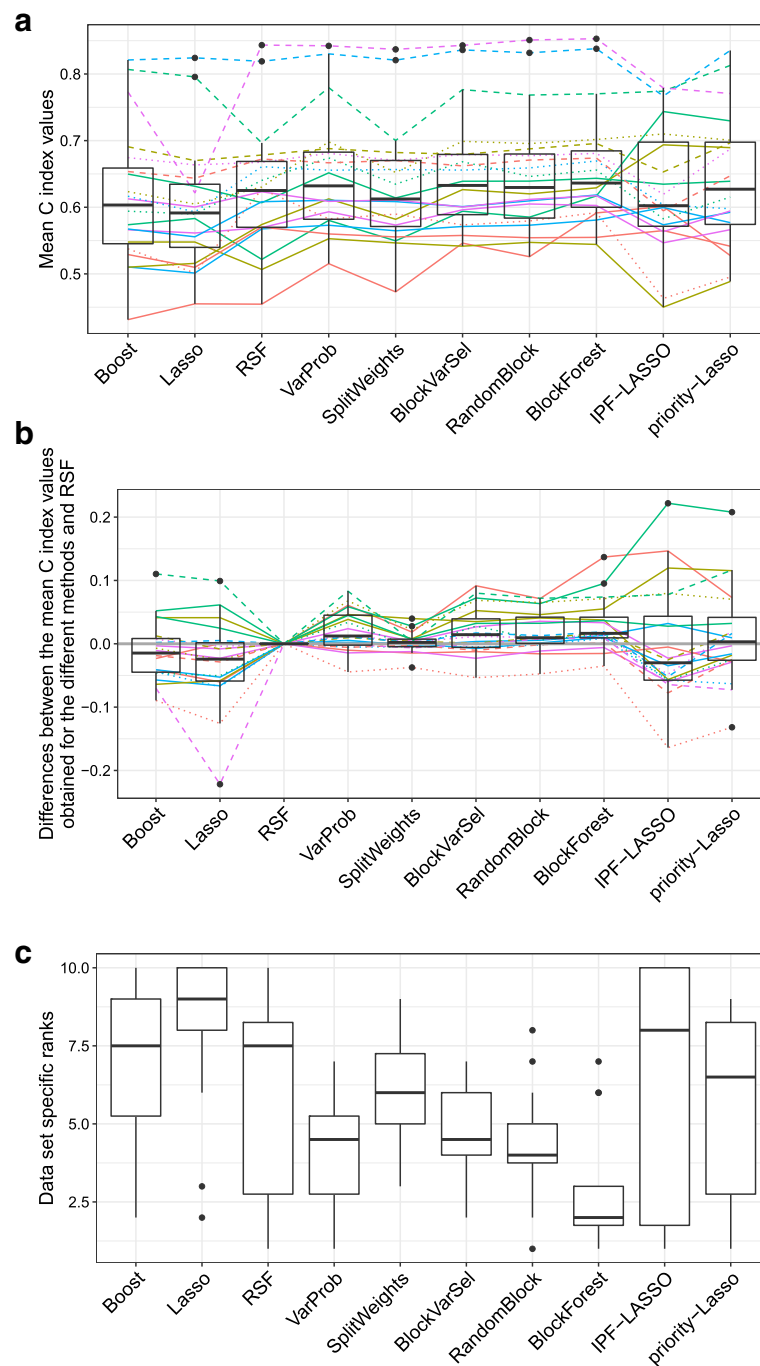 a
Mean C index values
0.8
0.7
0.6
0.5
Boost
Lasso
RSF
VarProb
SplitWeights
BlockVarSel
RandomBlock
BlockForest
IPF−LASSO
priority−Lasso
b
Differences between the mean C index values
obtained for the different methods and RSF
0.2
0.1
0.0
−0.1
−0.2
Boost
Lasso
RSF
VarProb
SplitWeights
BlockVarSel
RandomBlock
BlockForest
IPF−LASSO
priority−Lasso
c
Data set specific ranks
10.0
7.5
5.0
2.5
Boost
Lasso
RSF
VarProb
SplitWeights
BlockVarSel
RandomBlock
BlockForest
IPF−LASSO
priority−Lasso